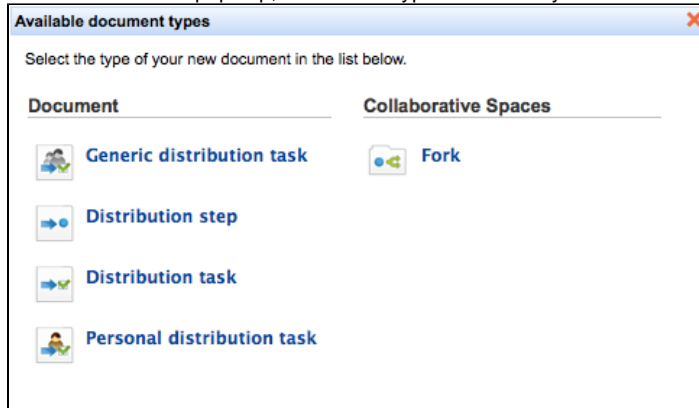 Available document types
Select the type of your new document in the list below.
Document
Collaborative Spaces
Generic distribution task
Fork
Distribution step
Distribution task
Personal distribution task